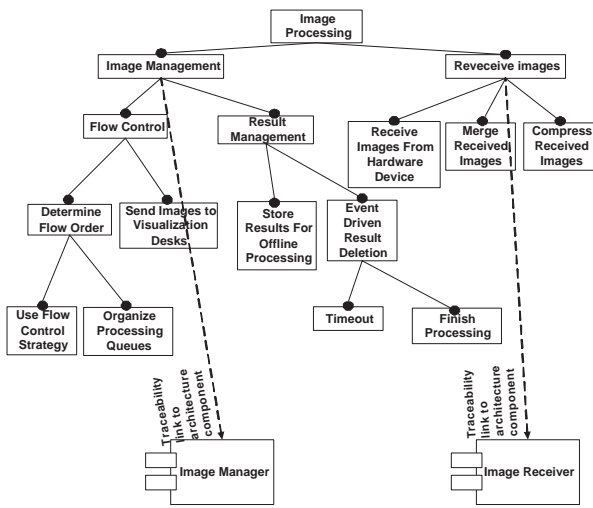 Image
Processing
Image Management
Reveceive images
Flow Control
Result
Management
Receive
Images From
Hardware
Device
Merge
Received
Images
Compress
Received
Images
Determine
Flow Order
Send Images to
Visualization
Desks
Store
Results For
Offline
Processing
Event
Driven
Result
Deletion
Use Flow
Control
Strategy
Organize
Processing
Queues
Timeout
Finish
Processing
Traceability
link to
architecture
component
Traceability
link to
architecture
component
Image Manager
Image Receiver